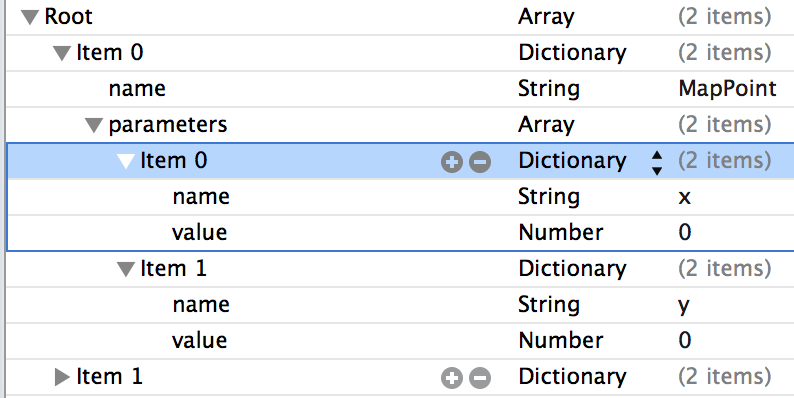 Root Array (2 items)
Item 0 Dictionary (2 items)
name String MapPoint
parameters Array (2 items)
Item 0 Dictionary (2 items)
name String x
value Number 0
Item 1 Dictionary (2 items)
name String y
value Number 0
Item 1 Dictionary (2 items)